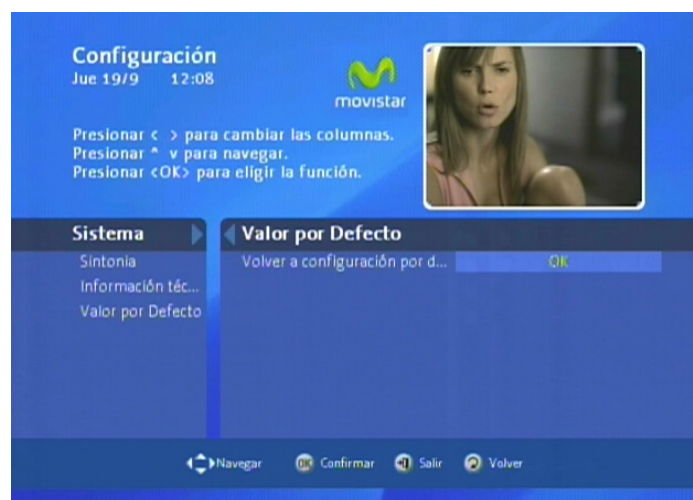 Configuración
Jue 19/9 12:08
movistar
Presionar < > para cambiar las columnas.
Presionar ^ v para navegar.
Presionar <OK> para eligir la función.
Sistema
Valor por Defecto
Sintonia
Volver a configuración por d...
OK
Información téc...
Valor por Defecto
Navegar
OK Confirmar
Salir
Volver